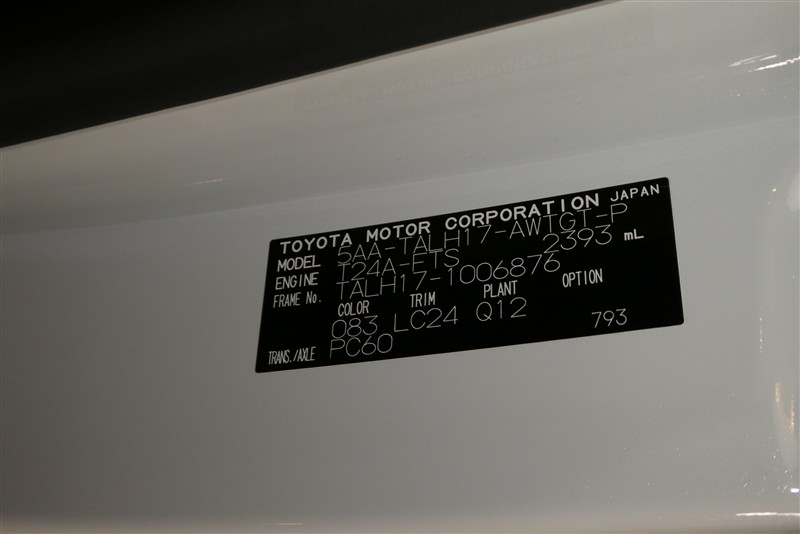 TOYOTA MOTOR CORPORATION JAPAN
MODEL 5AA-TALH17-AWTGT-P
ENGINE T24A-FTS 2393 mL
FRAME No. TALH17-1006876
COLOR TRIM PLANT OPTION
083 LC24 Q12
TRANS./AXLE PC60 793